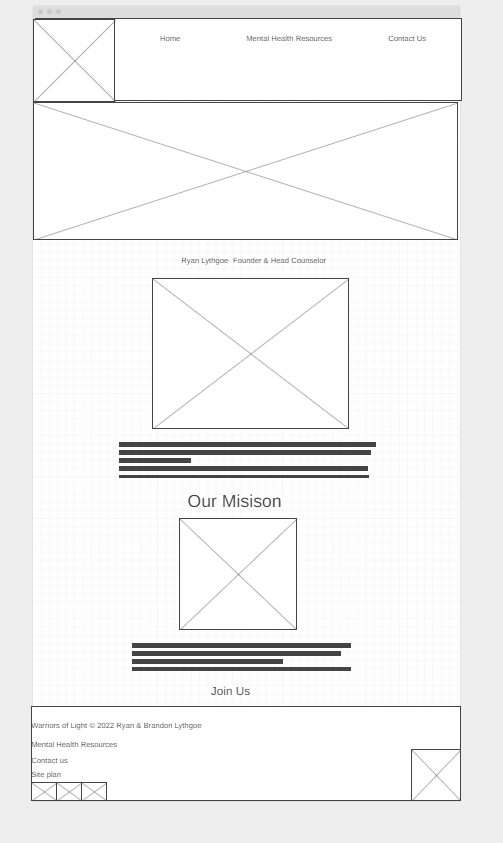 Home Mental Health Resources Contact Us
Ryan Lythgoe  Founder & Head Counselor
Our Misison
Join Us
Warriors of Light © 2022 Ryan & Brandon Lythgoe
Mental Health Resources
Contact us
Site plan